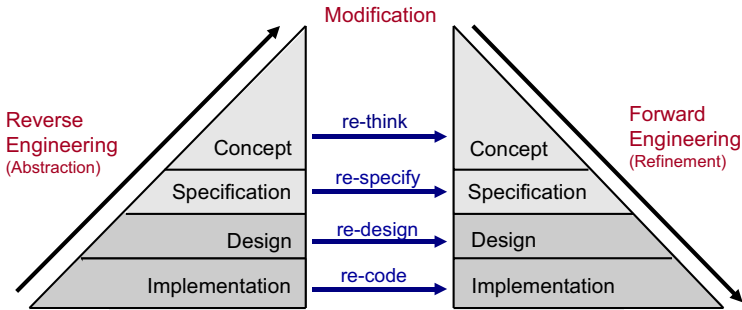 Modification
Reverse
Engineering
(Abstraction)
Concept
Specification
Design
Implementation
re-think
re-specify
re-design
re-code
Concept
Specification
Design
Implementation
Forward
Engineering
(Refinement)